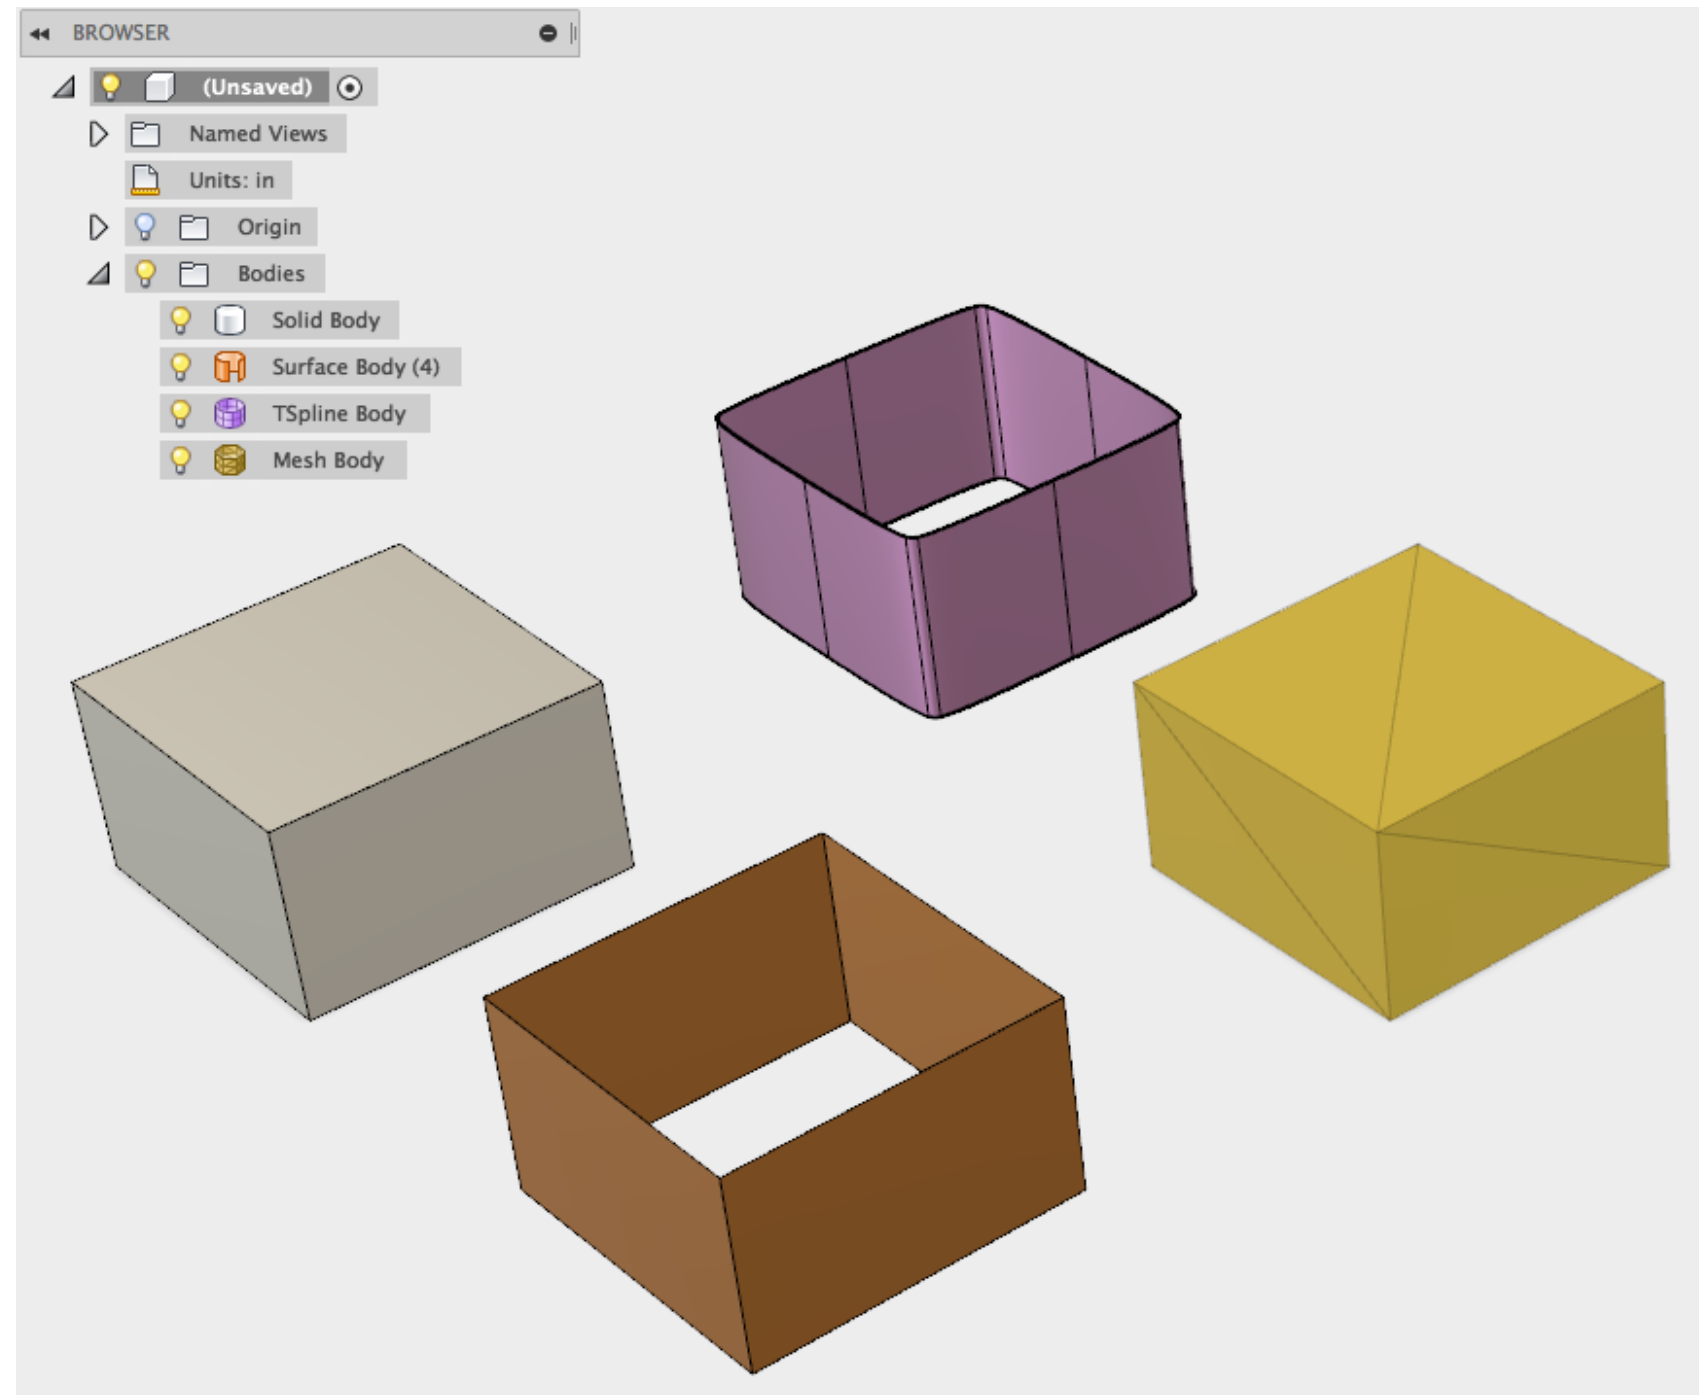 BROWSER
(Unsaved)
Named Views
Units: in
Origin
Bodies
Solid Body
Surface Body (4)
TSpline Body
Mesh Body